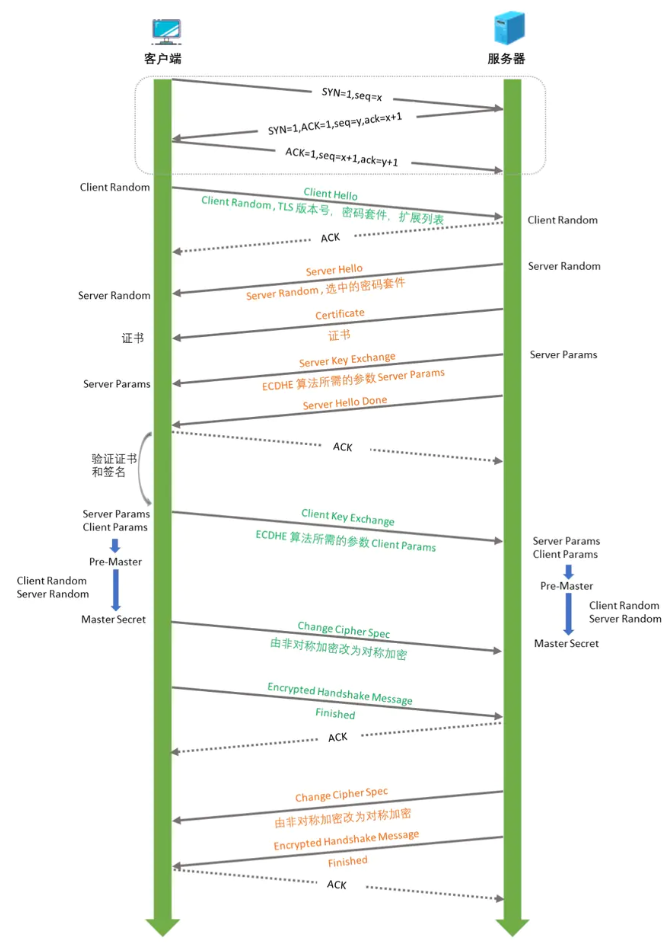 客户端
服务器
SYN=1,seq=x
SYN=1,ACK=1,seq=y,ack=x+1
ACK=1,seq=x+1,ack=y+1
Client Random
Client Hello
Client Random , TLS 版本号、密码套件、扩展列表
Client Random
ACK
Server Random
Server Hello
Server Random , 选中的密码套件
Server Random
Certificate
证书
证书
Server Key Exchange
Server Params
ECDHE 算法所需的参数 Server Params
Server Params
Server Hello Done
ACK
验证证书
和签名
Server Params
Client Params
Client Key Exchange
ECDHE 算法所需的参数 Client Params
Server Params
Client Params
Pre-Master
Client Random
Server Random
Master Secret
Pre-Master
Client Random
Server Random
Master Secret
Change Cipher Spec
由非对称加密改为对称加密
Encrypted Handshake Message
Finished
ACK
Change Cipher Spec
由非对称加密改为对称加密
Encrypted Handshake Message
Finished
ACK